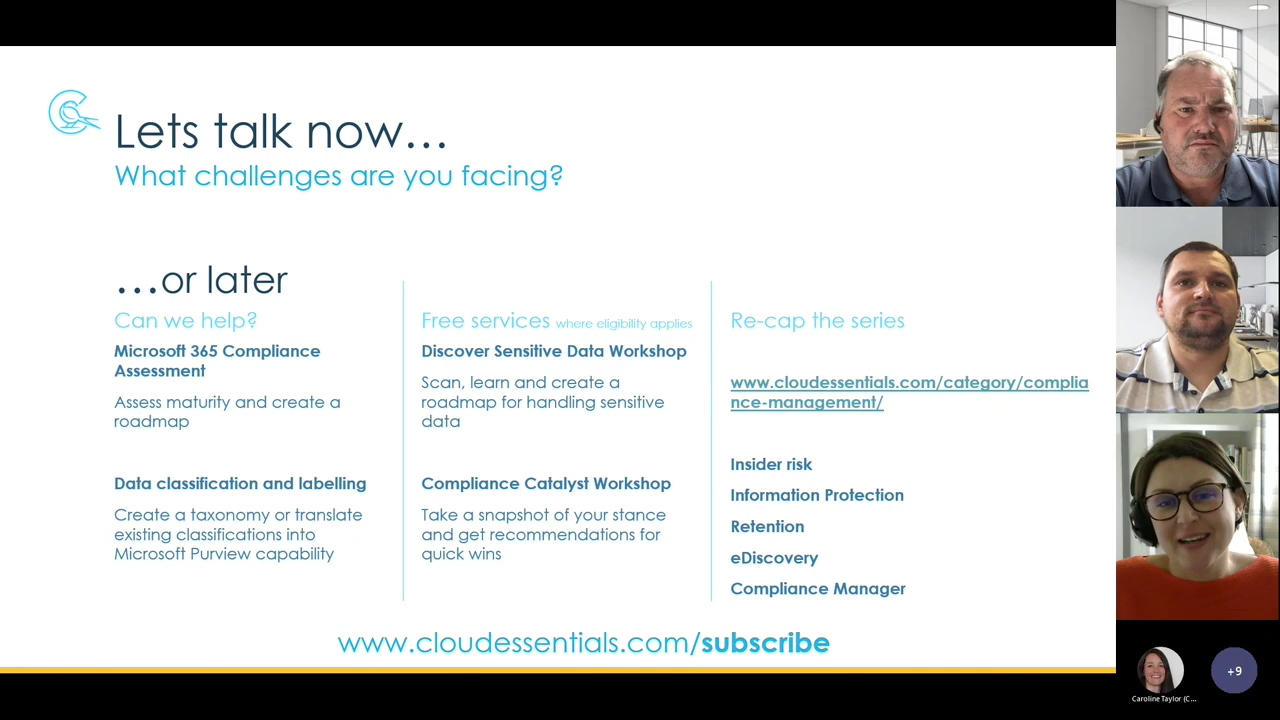 Lets talk now...
What challenges are you facing?
...or later
Can we help?
Microsoft 365 Compliance
Assessment
Assess maturity and create a
roadmap
Data classification and labelling
Create a taxonomy or translate
existing classifications into
Microsoft Purview capability
Free services where eligibility applies
Discover Sensitive Data Workshop
Scan, learn and create a
roadmap for handling sensitive
data
Compliance Catalyst Workshop
Take a snapshot of your stance
and get recommendations for
quick wins
Re-cap the series
www.cloudessentials.com/category/complia
nce-management/
Insider risk
Information Protection
Retention
eDiscovery
Compliance Manager
www.cloudessentials.com/subscribe
Caroline Taylor (C...
+9